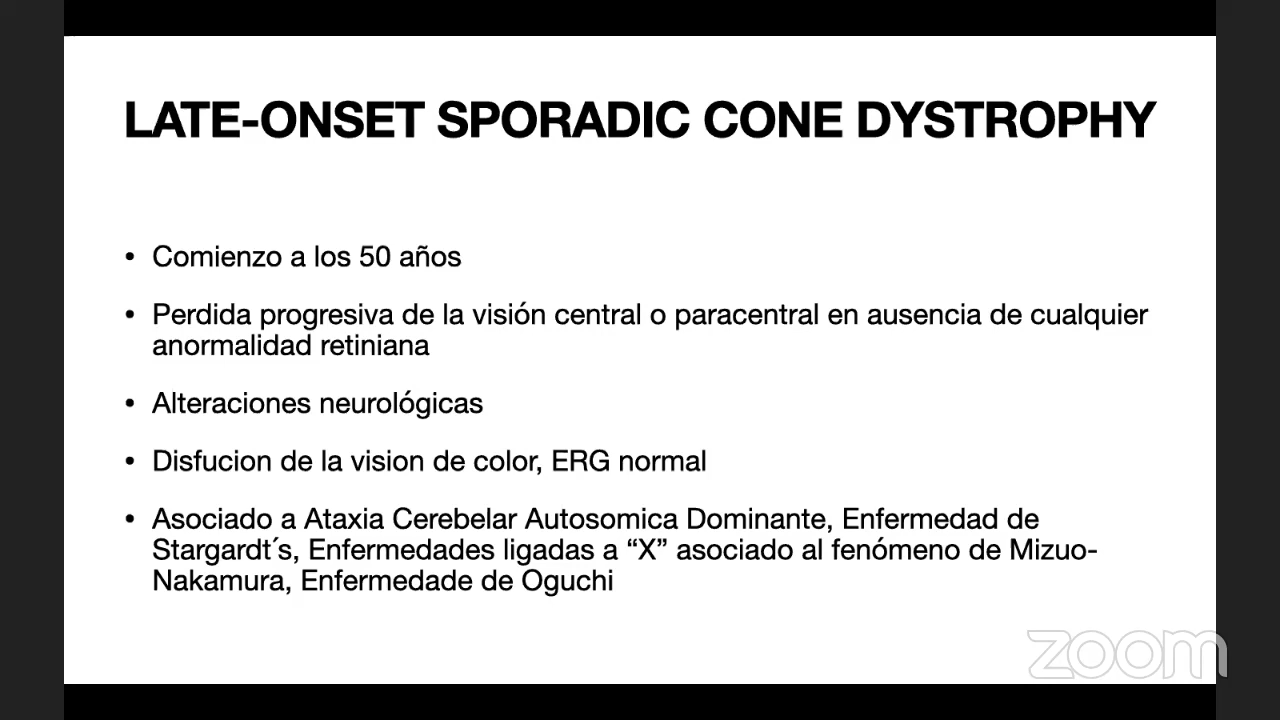 LATE-ONSET SPORADIC CONE DYSTROPHY
• Comienzo a los 50 años
• Perdida progresiva de la visión central o paracentral en ausencia de cualquier
anormalidad retiniana
• Alteraciones neurológicas
• Disfucion de la vision de color, ERG normal
• Asociado a Ataxia Cerebelar Autosomica Dominante, Enfermedad de
Stargardt´s, Enfermedades ligadas a “X” asociado al fenómeno de Mizuo-
Nakamura, Enfermedade de Oguchi
zoom